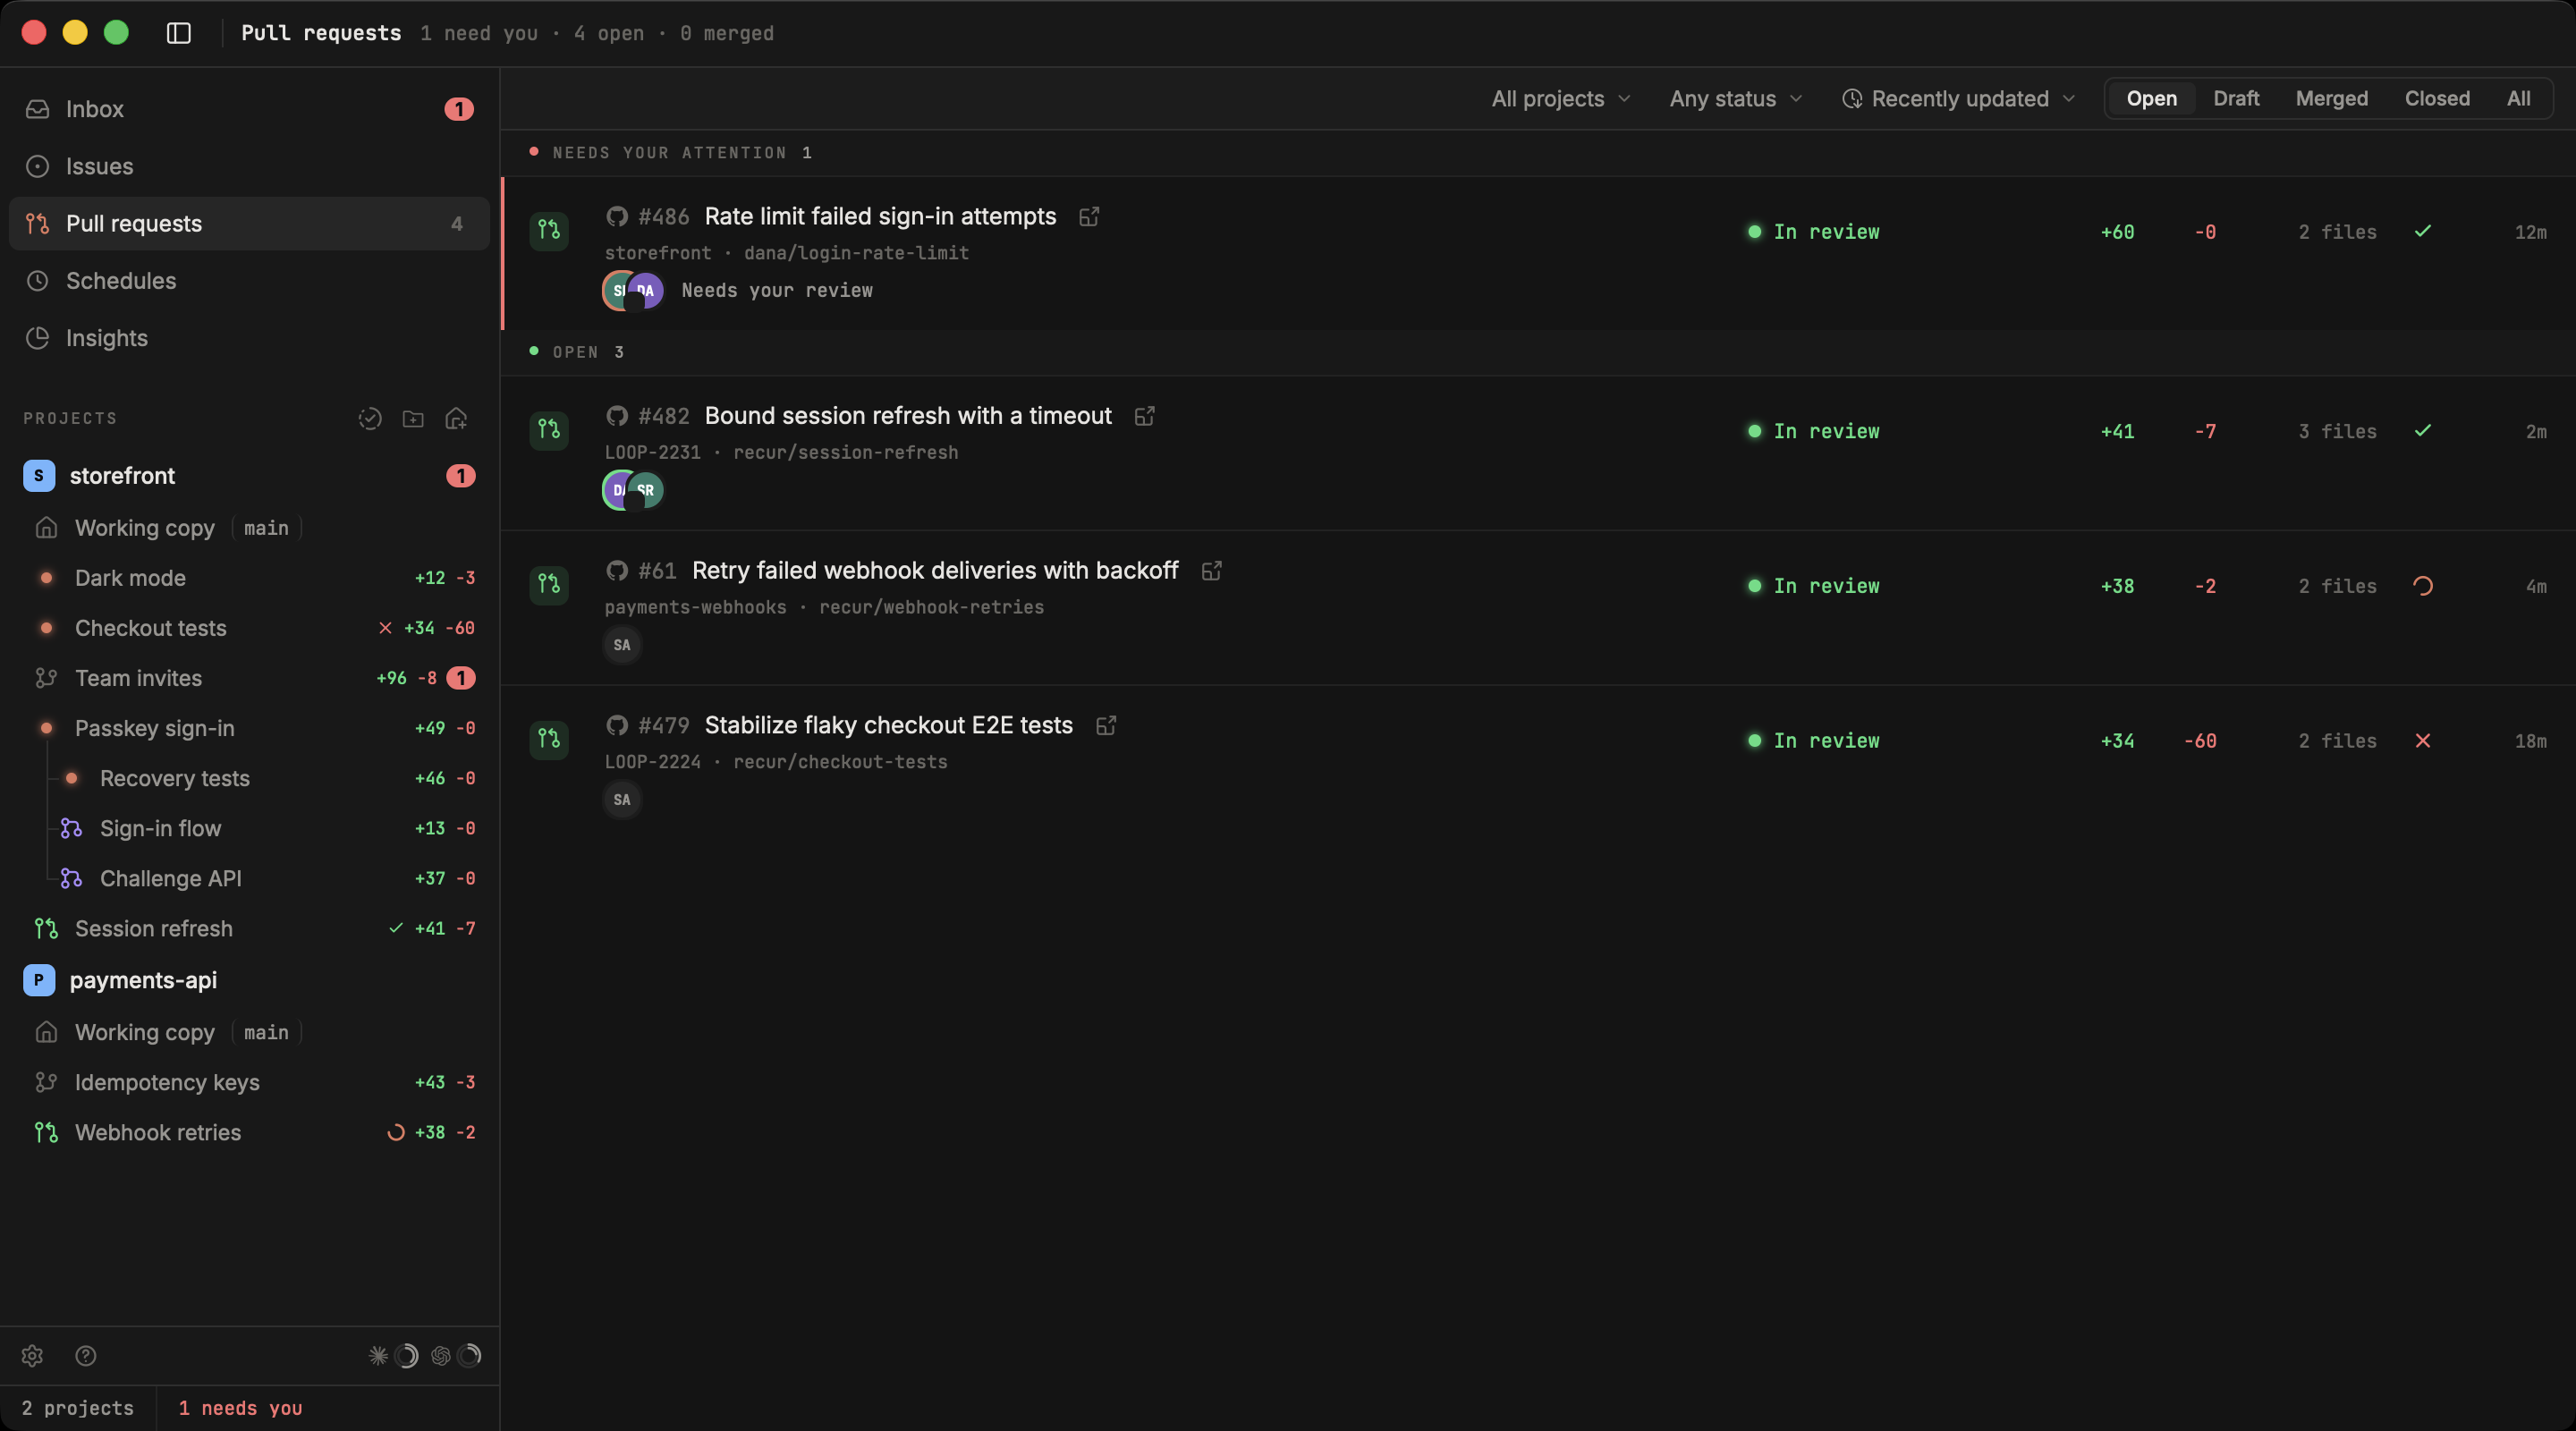 Pull requests 1 need you · 4 open · 0 merged
Inbox 1
Issues
Pull requests 4
Schedules
Insights
PROJECTS
S storefront 1
Working copy main
Dark mode +12 -3
Checkout tests +34 -60
Team invites +96 -8 1
Passkey sign-in +49 -0
Recovery tests +46 -0
Sign-in flow +13 -0
Challenge API +37 -0
Session refresh +41 -7
P payments-api
Working copy main
Idempotency keys +43 -3
Webhook retries +38 -2
2 projects 1 needs you
All projects Any status Recently updated Open Draft Merged Closed All
NEEDS YOUR ATTENTION 1
#486 Rate limit failed sign-in attempts In review +60 -0 2 files 12m
storefront · dana/login-rate-limit
DA Needs your review
OPEN 3
#482 Bound session refresh with a timeout In review +41 -7 3 files 2m
LOOP-2231 · recur/session-refresh
SR
#61 Retry failed webhook deliveries with backoff In review +38 -2 2 files 4m
payments-webhooks · recur/webhook-retries
SA
#479 Stabilize flaky checkout E2E tests In review +34 -60 2 files 18m
LOOP-2224 · recur/checkout-tests
SA